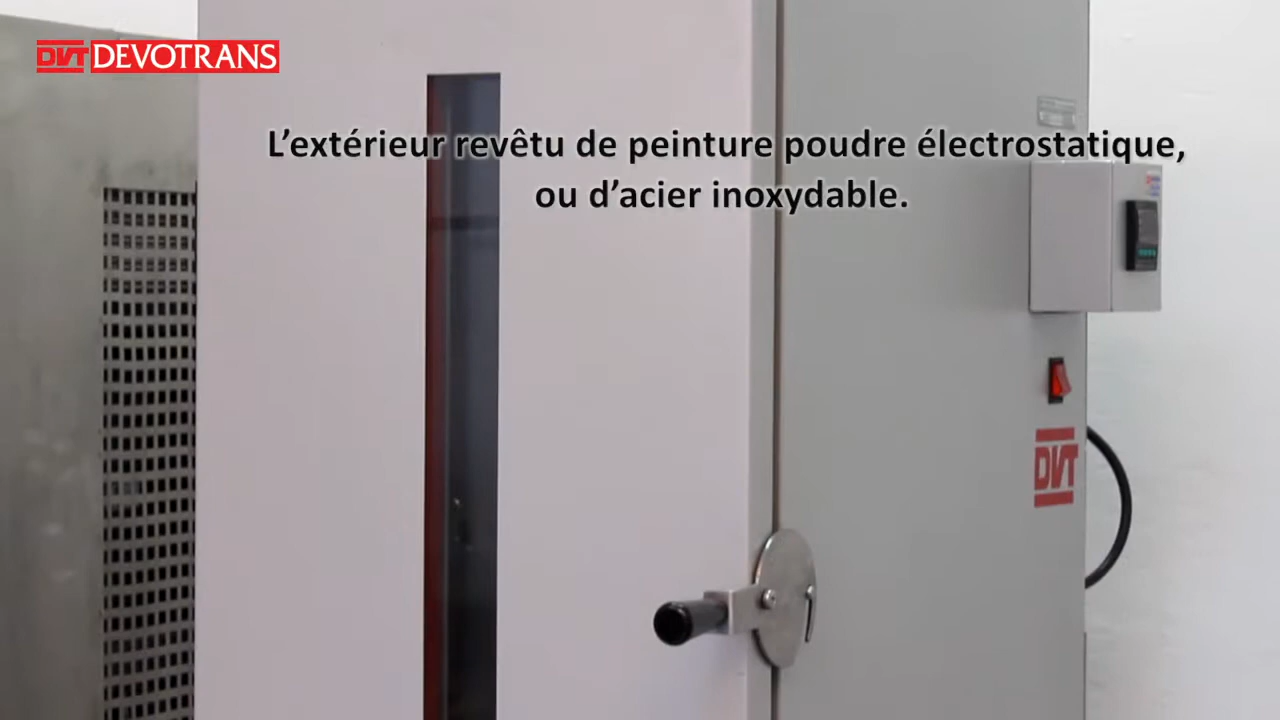 DVT DEVOTRANS
L’extérieur revêtu de peinture poudre électrostatique,
ou d’acier inoxydable.
DVT